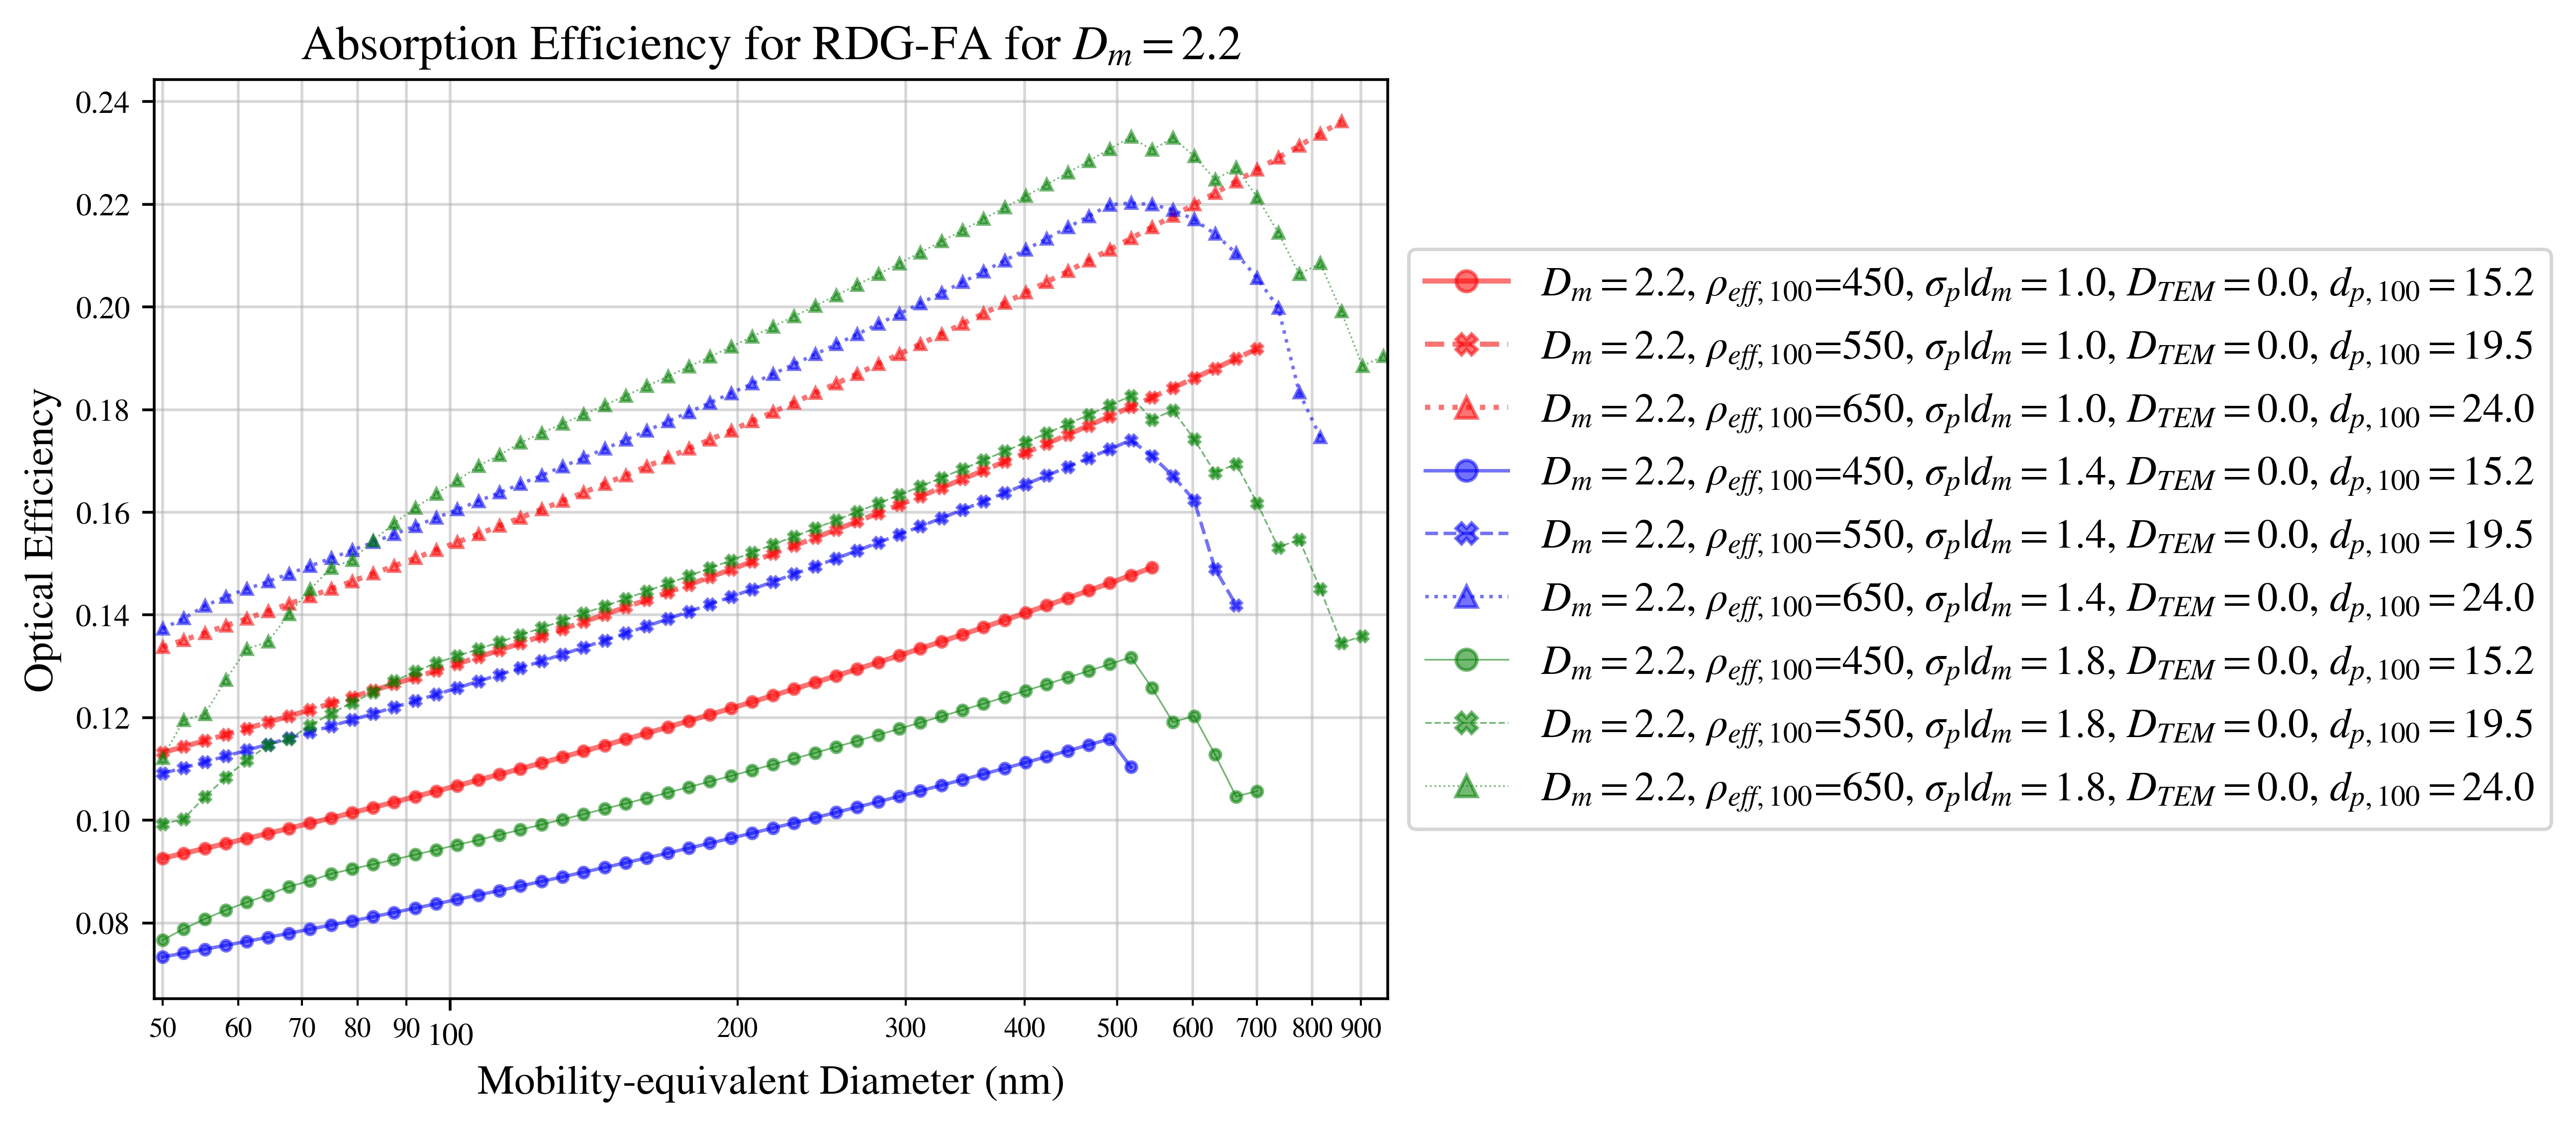 Absorption Efficiency for RDG-FA for D_m = 2.2
Optical Efficiency
0.24
0.22
0.20
0.18
0.16
0.14
0.12
0.10
0.08
50 60 70 80 90 100 200 300 400 500 600 700 800 900
Mobility-equivalent Diameter (nm)
D_m = 2.2, ρ_eff,100=450, σ_p|d_m = 1.0, D_TEM = 0.0, d_p,100 = 15.2
D_m = 2.2, ρ_eff,100=550, σ_p|d_m = 1.0, D_TEM = 0.0, d_p,100 = 19.5
D_m = 2.2, ρ_eff,100=650, σ_p|d_m = 1.0, D_TEM = 0.0, d_p,100 = 24.0
D_m = 2.2, ρ_eff,100=450, σ_p|d_m = 1.4, D_TEM = 0.0, d_p,100 = 15.2
D_m = 2.2, ρ_eff,100=550, σ_p|d_m = 1.4, D_TEM = 0.0, d_p,100 = 19.5
D_m = 2.2, ρ_eff,100=650, σ_p|d_m = 1.4, D_TEM = 0.0, d_p,100 = 24.0
D_m = 2.2, ρ_eff,100=450, σ_p|d_m = 1.8, D_TEM = 0.0, d_p,100 = 15.2
D_m = 2.2, ρ_eff,100=550, σ_p|d_m = 1.8, D_TEM = 0.0, d_p,100 = 19.5
D_m = 2.2, ρ_eff,100=650, σ_p|d_m = 1.8, D_TEM = 0.0, d_p,100 = 24.0